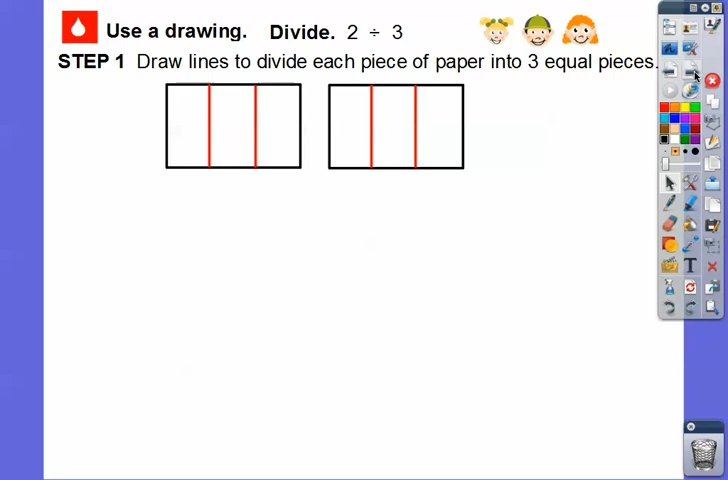 Use a drawing. Divide. 2 ÷ 3
STEP 1 Draw lines to divide each piece of paper into 3 equal pieces.